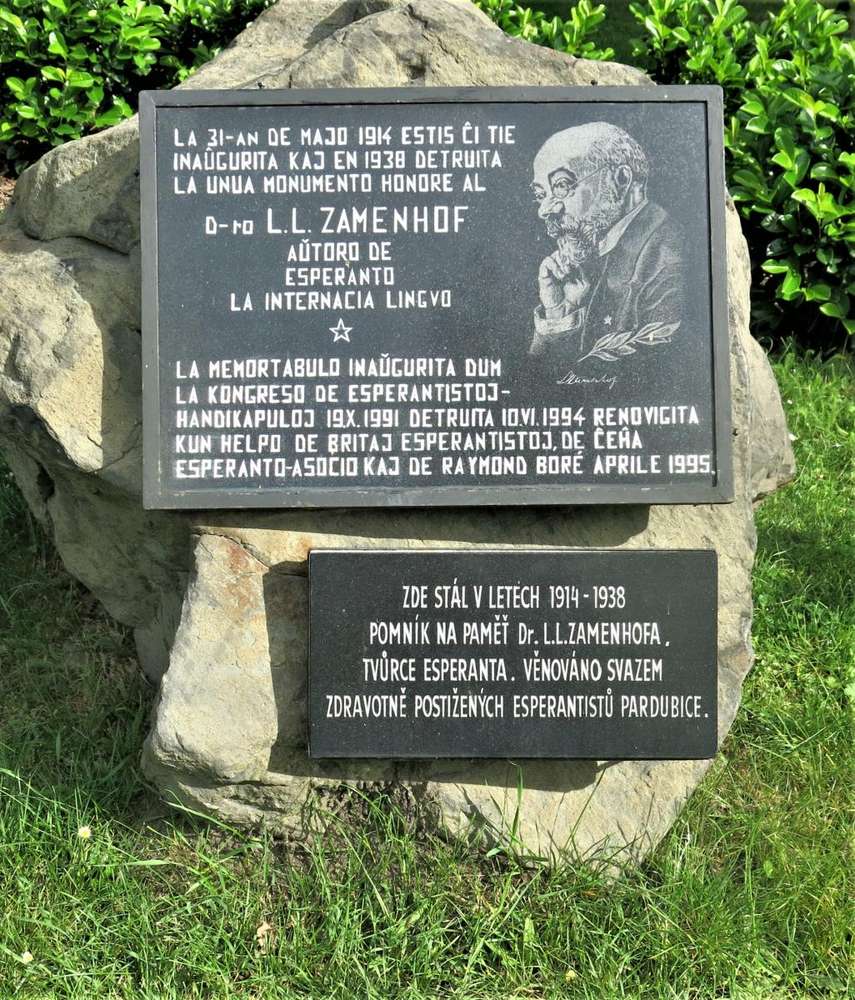 LA 31-AN DE MAJO 1914 ESTIS ĈI TIE
INAŬGURITA KAJ EN 1938 DETRUITA
LA UNUA MONUMENTO HONORE AL
D-ro L.L. ZAMENHOF
AŬTORO DE
ESPERANTO
LA INTERNACIA LINGVO
LA MEMORTABULO INAŬGURITA DUM
LA KONGRESO DE ESPERANTISTOJ-
HANDIKAPULOJ 19.X.1991 DETRUITA 10.VI.1994 RENOVIGITA
KUN HELPO DE BRITAJ ESPERANTISTOJ, DE ĈEĤA
ESPERANTO-ASOCIO KAJ DE RAYMOND BORÉ APRILE 1995.
ZDE STÁL V LETECH 1914-1938
POMNÍK NA PAMĚŤ Dr. L.L.ZAMENHOFA,
TVŮRCE ESPERANTA. VĚNOVÁNO SVAZEM
ZDRAVOTNĚ POSTIŽENÝCH ESPERANTISTŮ PARDUBICE.